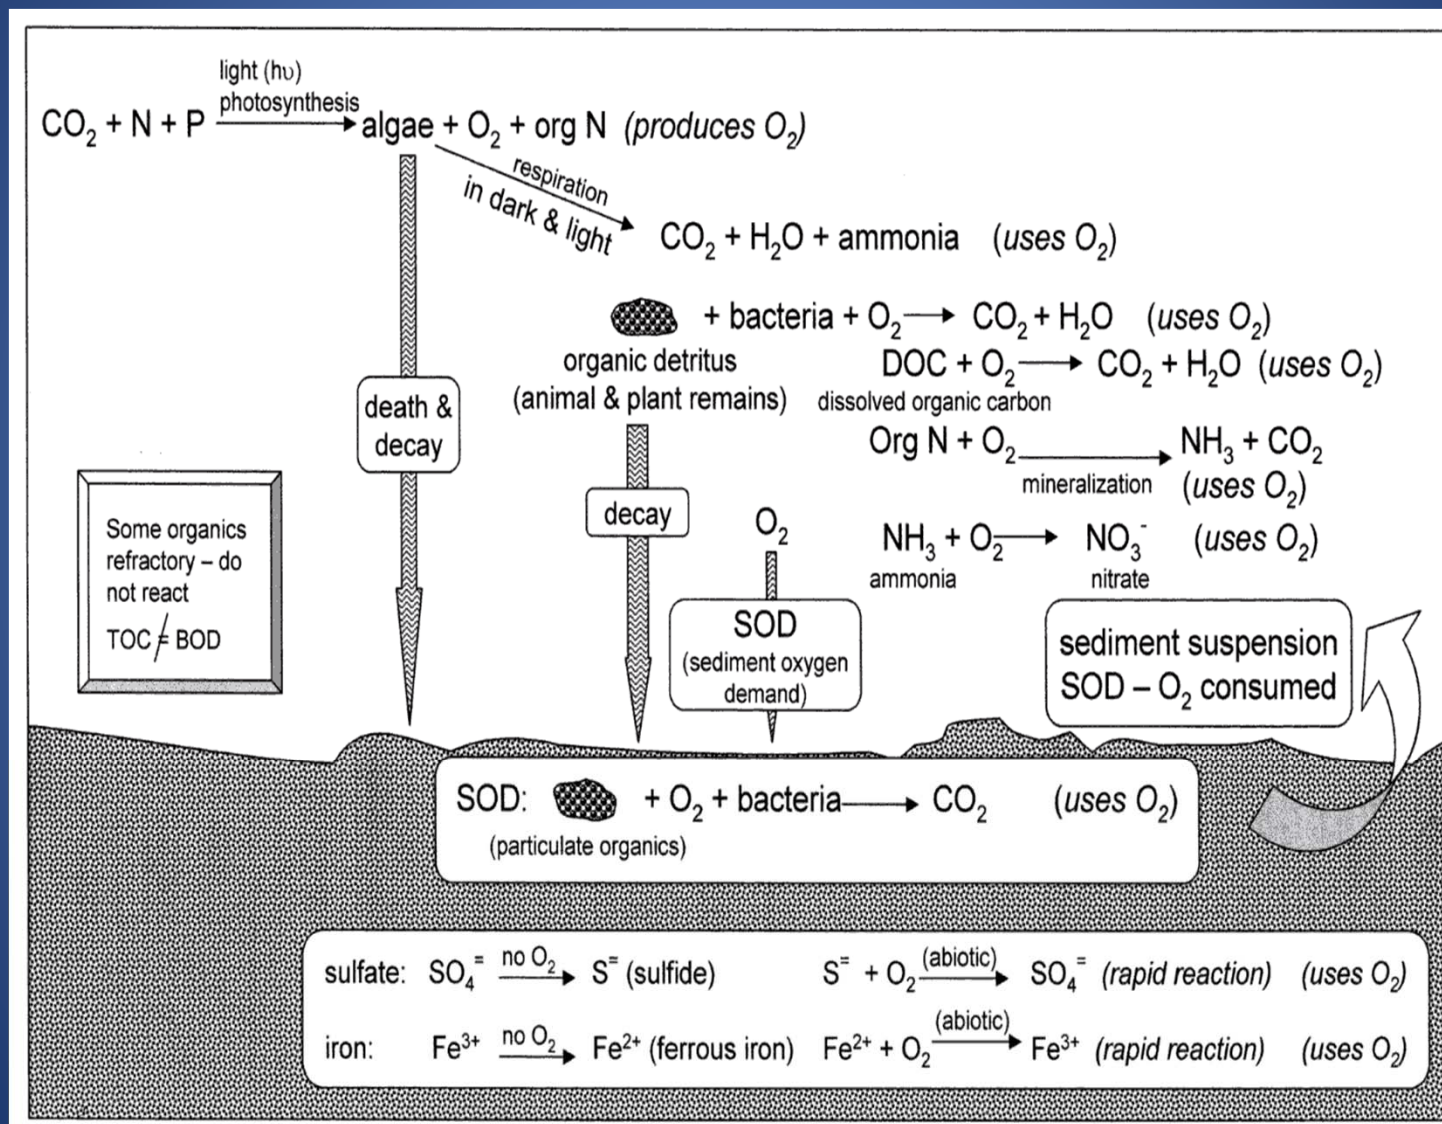 light (hυ)
photosynthesis
CO₂ + N + P → algae + O₂ + org N (produces O₂)
respiration
in dark & light
CO₂ + H₂O + ammonia (uses O₂)
+ bacteria + O₂ → CO₂ + H₂O (uses O₂)
organic detritus
(animal & plant remains)
DOC + O₂ → CO₂ + H₂O (uses O₂)
dissolved organic carbon
death &
decay
Org N + O₂ → NH₃ + CO₂
mineralization
(uses O₂)
decay
O₂
NH₃ + O₂ → NO₃⁻ (uses O₂)
ammonia
nitrate
Some organics
refractory – do
not react
TOC ≠ BOD
SOD
(sediment oxygen
demand)
sediment suspension
SOD – O₂ consumed
SOD: + O₂ + bacteria → CO₂ (uses O₂)
(particulate organics)
sulfate: SO₄⁼ no O₂ → S⁼ (sulfide) S⁼ + O₂ (abiotic) → SO₄⁼ (rapid reaction) (uses O₂)
iron: Fe³⁺ no O₂ → Fe²⁺ (ferrous iron) Fe²⁺ + O₂ (abiotic) → Fe³⁺ (rapid reaction) (uses O₂)